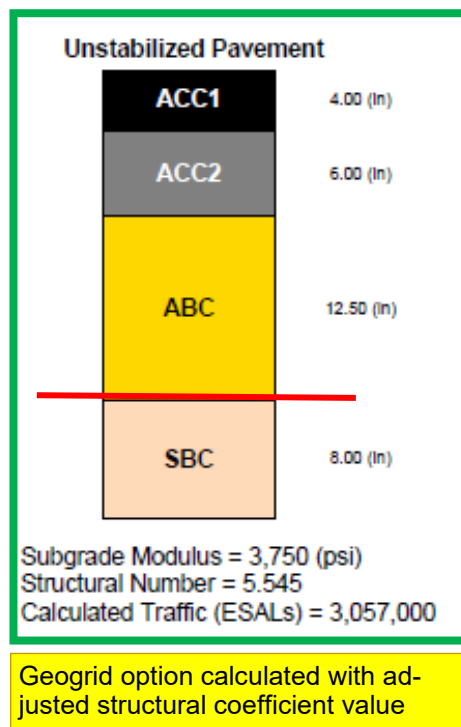 Unstabilized Pavement
ACC1 4.00 (in)
ACC2 6.00 (in)
ABC 12.50 (in)
SBC 8.00 (in)
Subgrade Modulus = 3,750 (psi)
Structural Number = 5.545
Calculated Traffic (ESALs) = 3,057,000
Geogrid option calculated with ad-
justed structural coefficient value